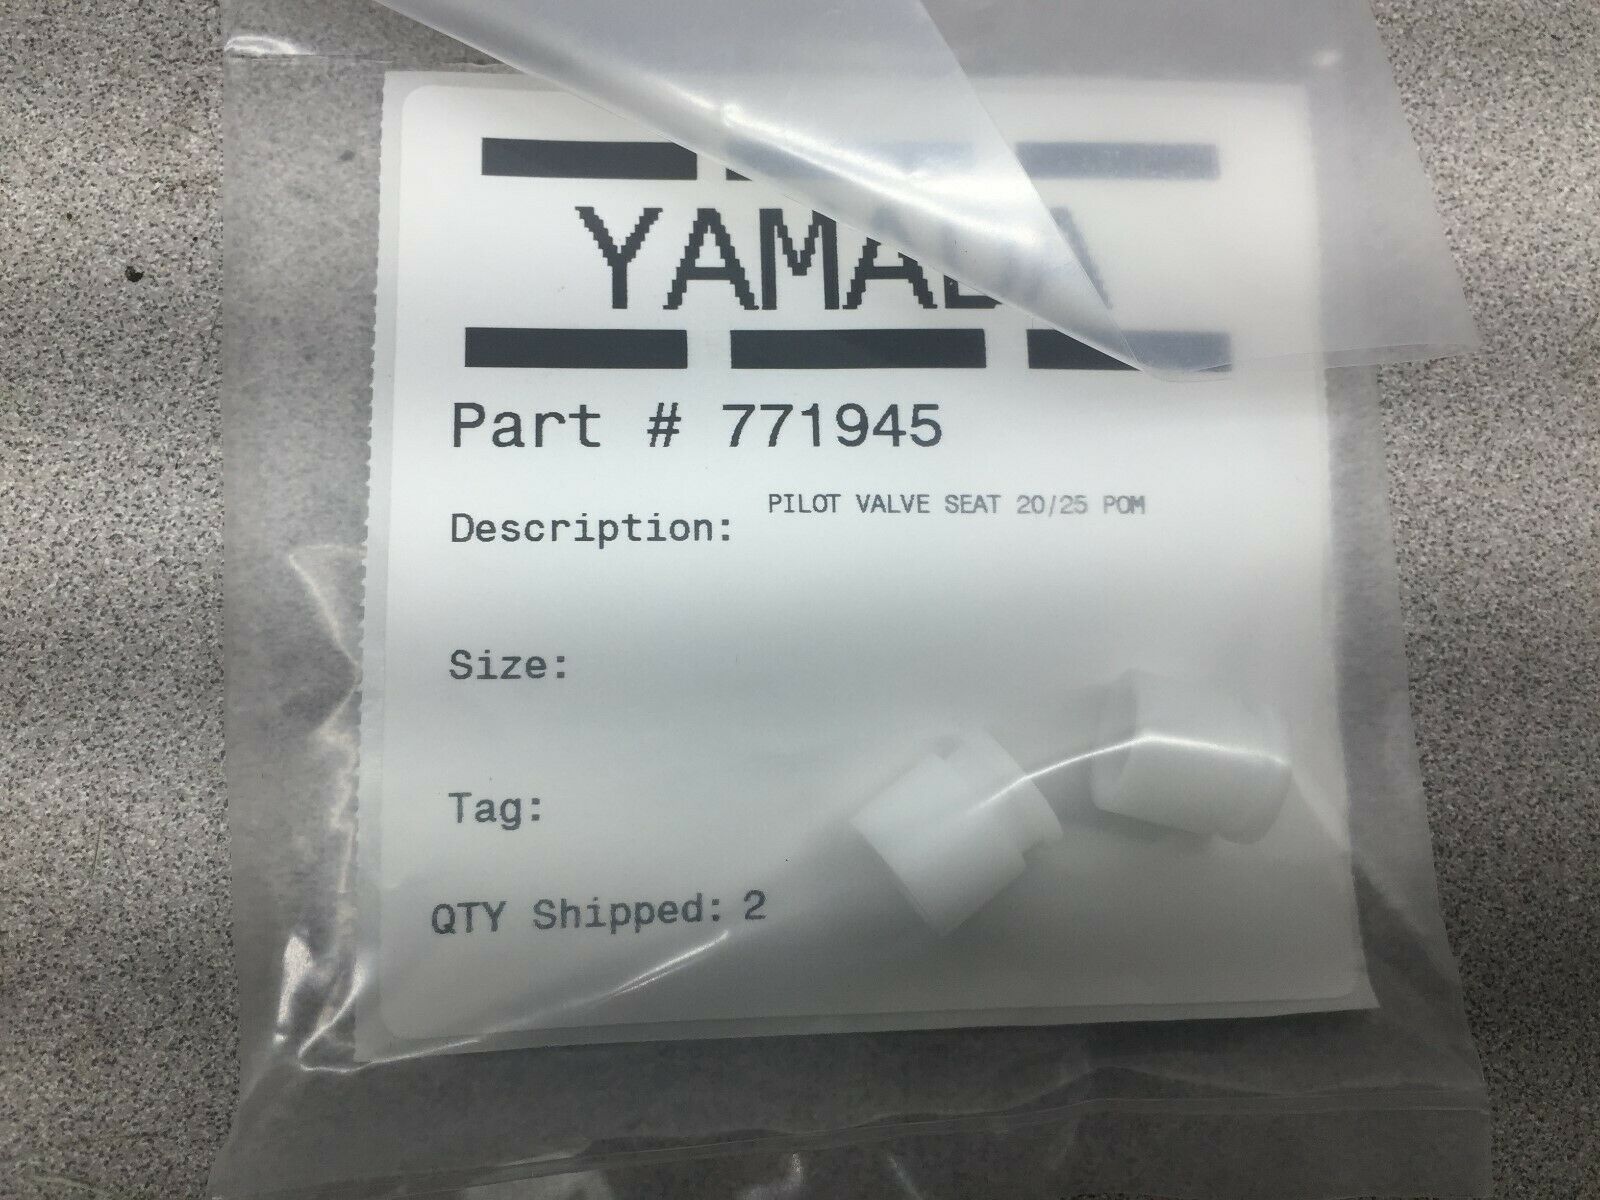 YAMADA
Part # 771945
Description: PILOT VALVE SEAT 20/25 POM
Size:
Tag:
QTY Shipped: 2